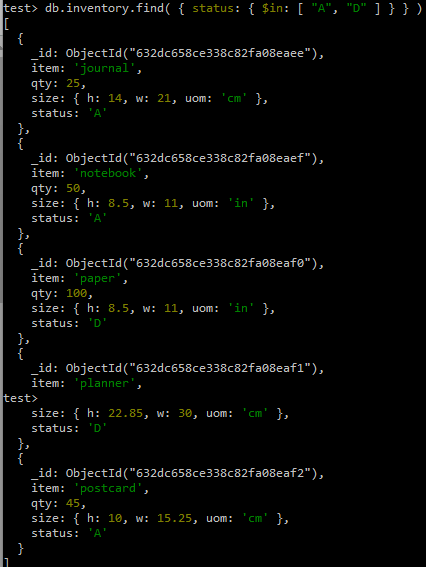 test> db.inventory.find( { status: { $in: [ "A", "D" ] } } )
[
  {
    _id: ObjectId("632dc658ce338c82fa08eaee"),
    item: 'journal',
    qty: 25,
    size: { h: 14, w: 21, uom: 'cm' },
    status: 'A'
  },
  {
    _id: ObjectId("632dc658ce338c82fa08eaef"),
    item: 'notebook',
    qty: 50,
    size: { h: 8.5, w: 11, uom: 'in' },
    status: 'A'
  },
  {
    _id: ObjectId("632dc658ce338c82fa08eaf0"),
    item: 'paper',
    qty: 100,
    size: { h: 8.5, w: 11, uom: 'in' },
    status: 'D'
  },
  {
    _id: ObjectId("632dc658ce338c82fa08eaf1"),
    item: 'planner',
test>
    size: { h: 22.85, w: 30, uom: 'cm' },
    status: 'D'
  },
  {
    _id: ObjectId("632dc658ce338c82fa08eaf2"),
    item: 'postcard',
    qty: 45,
    size: { h: 10, w: 15.25, uom: 'cm' },
    status: 'A'
  }
]